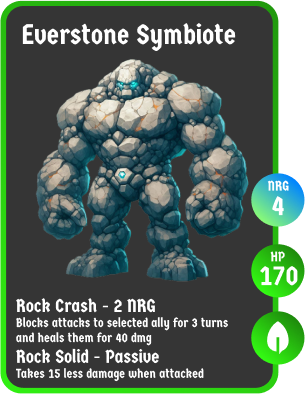 Everstone Symbiote
NRG
4
HP
170
Rock Crash - 2 NRG
Blocks attacks to selected ally for 3 turns
and heals them for 40 dmg
Rock Solid - Passive
Takes 15 less damage when attacked